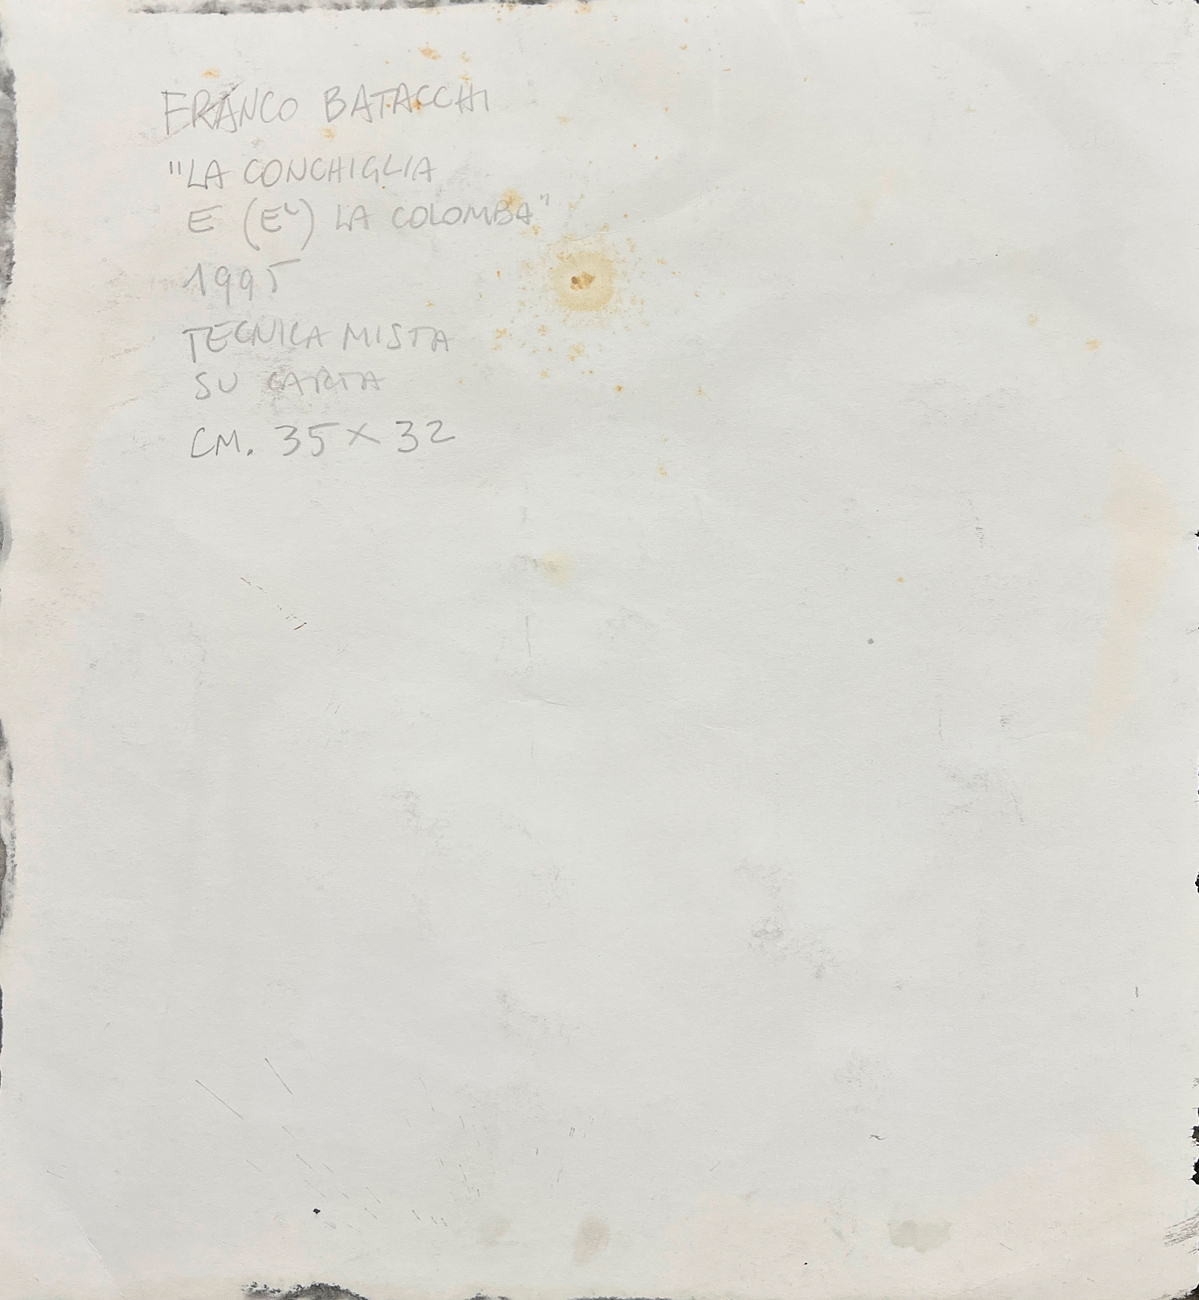 FRANCO BATACCHI
"LA CONCHIGLIA
E (E') LA COLOMBA"
1995
TECNICA MISTA
SU CARTA
CM. 35 x 32